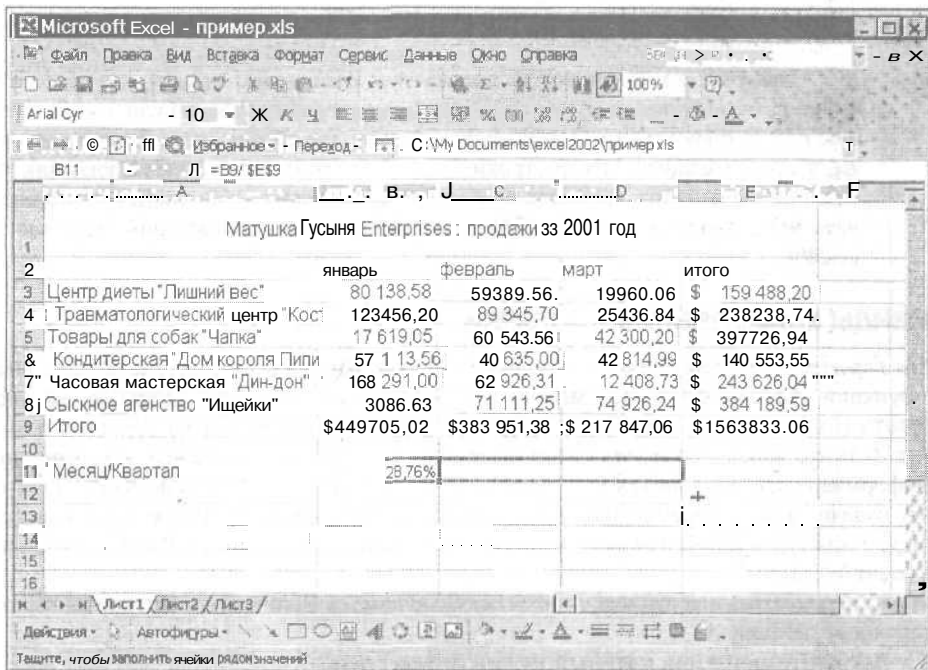 Microsoft Excel - пример.xls
Файл Правка Вид Вставка Формат Сервис Данные Окно Справка
100%
Arial Cyr - 10 Ж К Ч
Избранное - Переход - C:\My Documents\excel2002\пример.xls
B11 - Л =B9/ $E$9
A B C D E F
1 Матушка Гусыня Enterprises : продажи зз 2001 год
2 январь февраль март итого
3 Центр диеты "Лишний вес" 80 138,58 59389.56. 19960.06 $ 159 488,20
4 Травматологический центр "Кост 123456,20 89 345,70 25436.84 $ 238238,74.
5 Товары для собак "Чапка" 17 619,05 60 543.56 42 300,20 $ 397726,94
& Кондитерская "Дом короля Пипи 57 1 13,56 40 635,00 42 814,99 $ 140 553,55
7" Часовая мастерская "Дин-дон" 168 291,00 62 926,31 12 408,73 $ 243 626,04 """
8 j Сыскное агенство "Ищейки" 3086.63 71 111,25 74 926,24 $ 384 189,59
9 Итого $449705,02 $383 951,38 ;$ 217 847,06 $1563833.06
10
11 Месяц/Квартал 28,76%
12
13
14
15
16
Лист1 / Лист2 / Лист3 /
Действия Автофигуры
Тащите, чтобы заполнить ячейки рядом значений